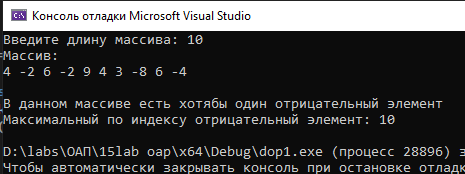 Консоль отладки Microsoft Visual Studio
Введите длину массива: 10
Массив:
4 -2 6 -2 9 4 3 -8 6 -4
В данном массиве есть хотябы один отрицательный элемент
Максимальный по индексу отрицательный элемент: 10
D:\labs\ОАП\15lab oap\x64\Debug\dop1.exe (процесс 28896) з
Чтобы автоматически закрывать консоль при остановке отлад